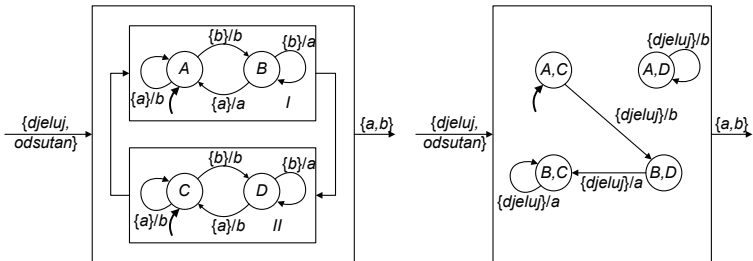 {b}/b
{b}/a
A
B
{a}/b
{a}/a
I
{djeluj,
odsutan}
{a,b}
{b}/b
{b}/a
C
D
{a}/b
{a}/b
II
{djeluj}/b
A,C
A,D
{djeluj}/b
{djeluj,
odsutan}
{a,b}
B,C
{djeluj}/a
B,D
{djeluj}/a